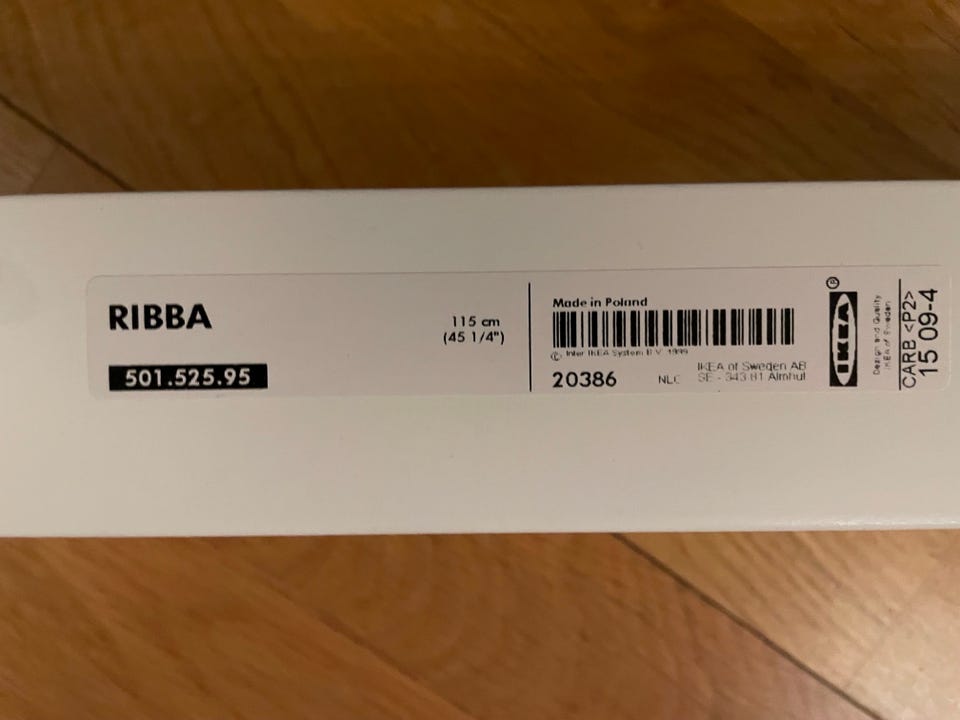 RIBBA
115 cm
(45 1/4")
501.525.95
Made in Poland
© Inter IKEA System B V 1999
20386
NLC
IKEA of Sweden AB
SE - 343 81 Älmhult
IKEA ®
Design and Quality
IKEA of Sweden
CARB <P2>
15 09-4